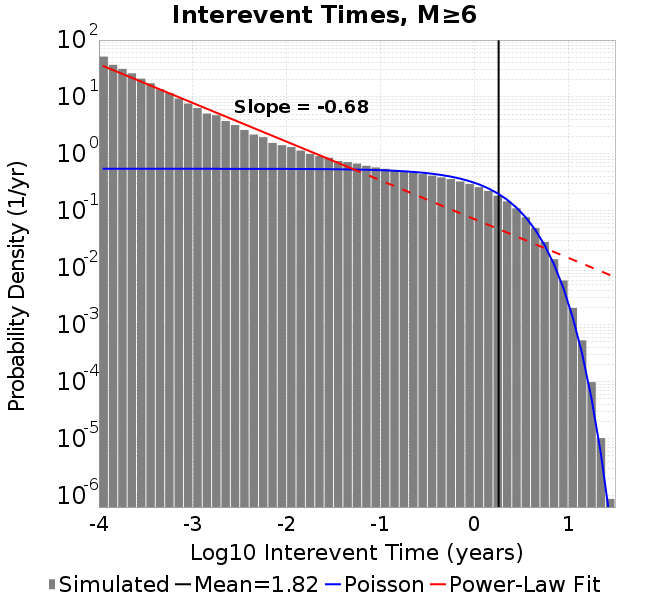 Interevent Times, M≥6
Probability Density (1/yr)
10^2
10^1
10^0
10^-1
10^-2
10^-3
10^-4
10^-5
10^-6
Slope = -0.68
-4 -3 -2 -1 0 1
Log10 Interevent Time (years)
Simulated Mean=1.82 Poisson Power-Law Fit